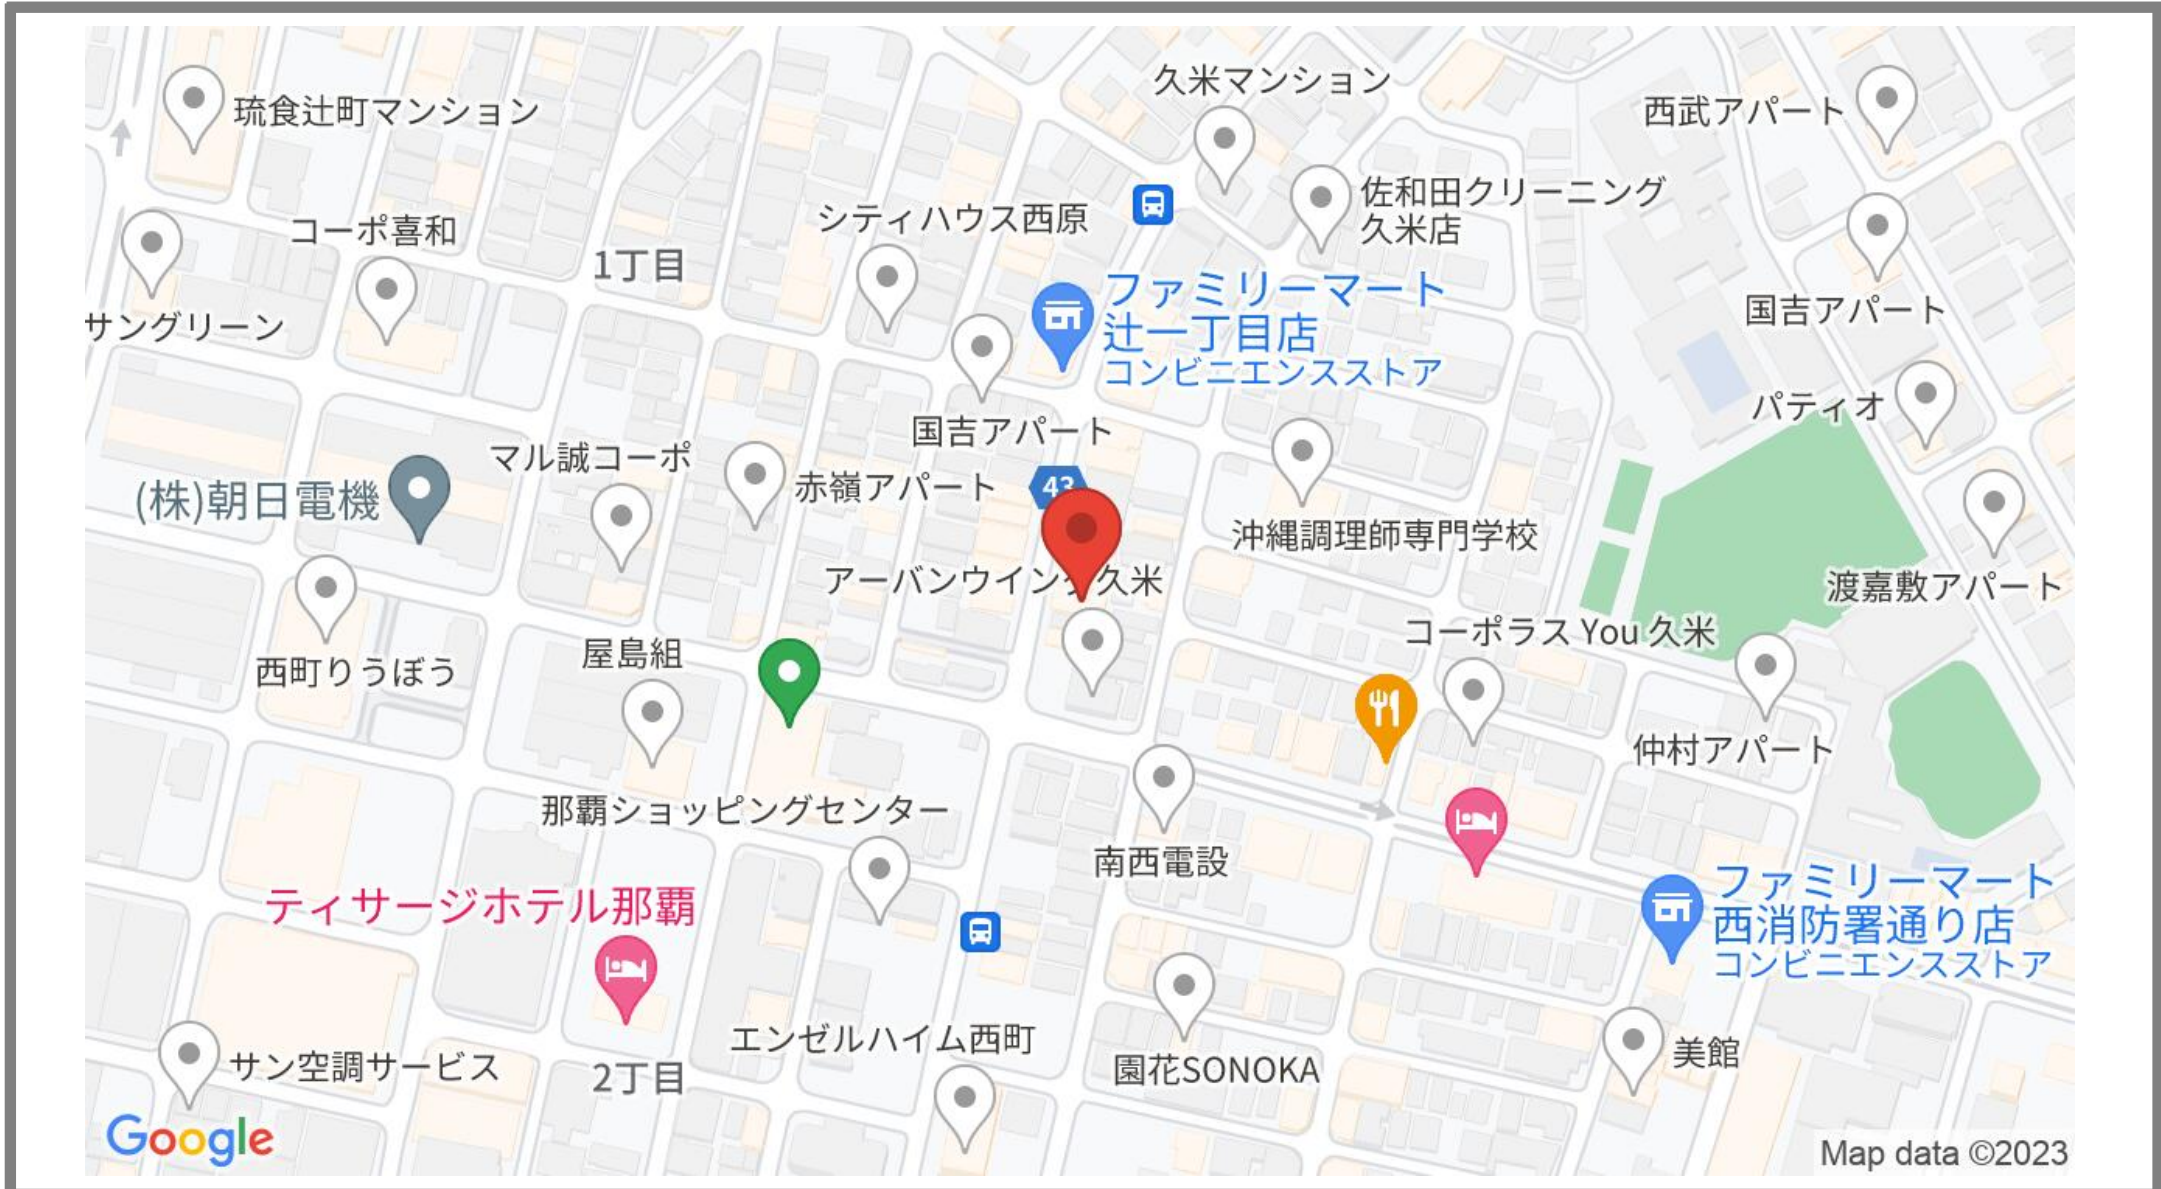 久米マンション
琉食辻町マンション
西武アパート
佐和田クリーニング
久米店
シティハウス西原
コーポ喜和
1丁目
ファミリーマート
辻一丁目店
コンビニエンスストア
国吉アパート
サングリーン
パティオ
国吉アパート
マル誠コーポ
赤嶺アパート
43
(株)朝日電機
沖縄調理師専門学校
アーバンウイング久米
渡嘉敷アパート
コーポラス You 久米
屋島組
西町りうぼう
仲村アパート
那覇ショッピングセンター
南西電設
ファミリーマート
西消防署通り店
コンビニエンスストア
ティサージホテル那覇
エンゼルハイム西町
美館
サン空調サービス
2丁目
園花SONOKA
Google
Map data ©2023